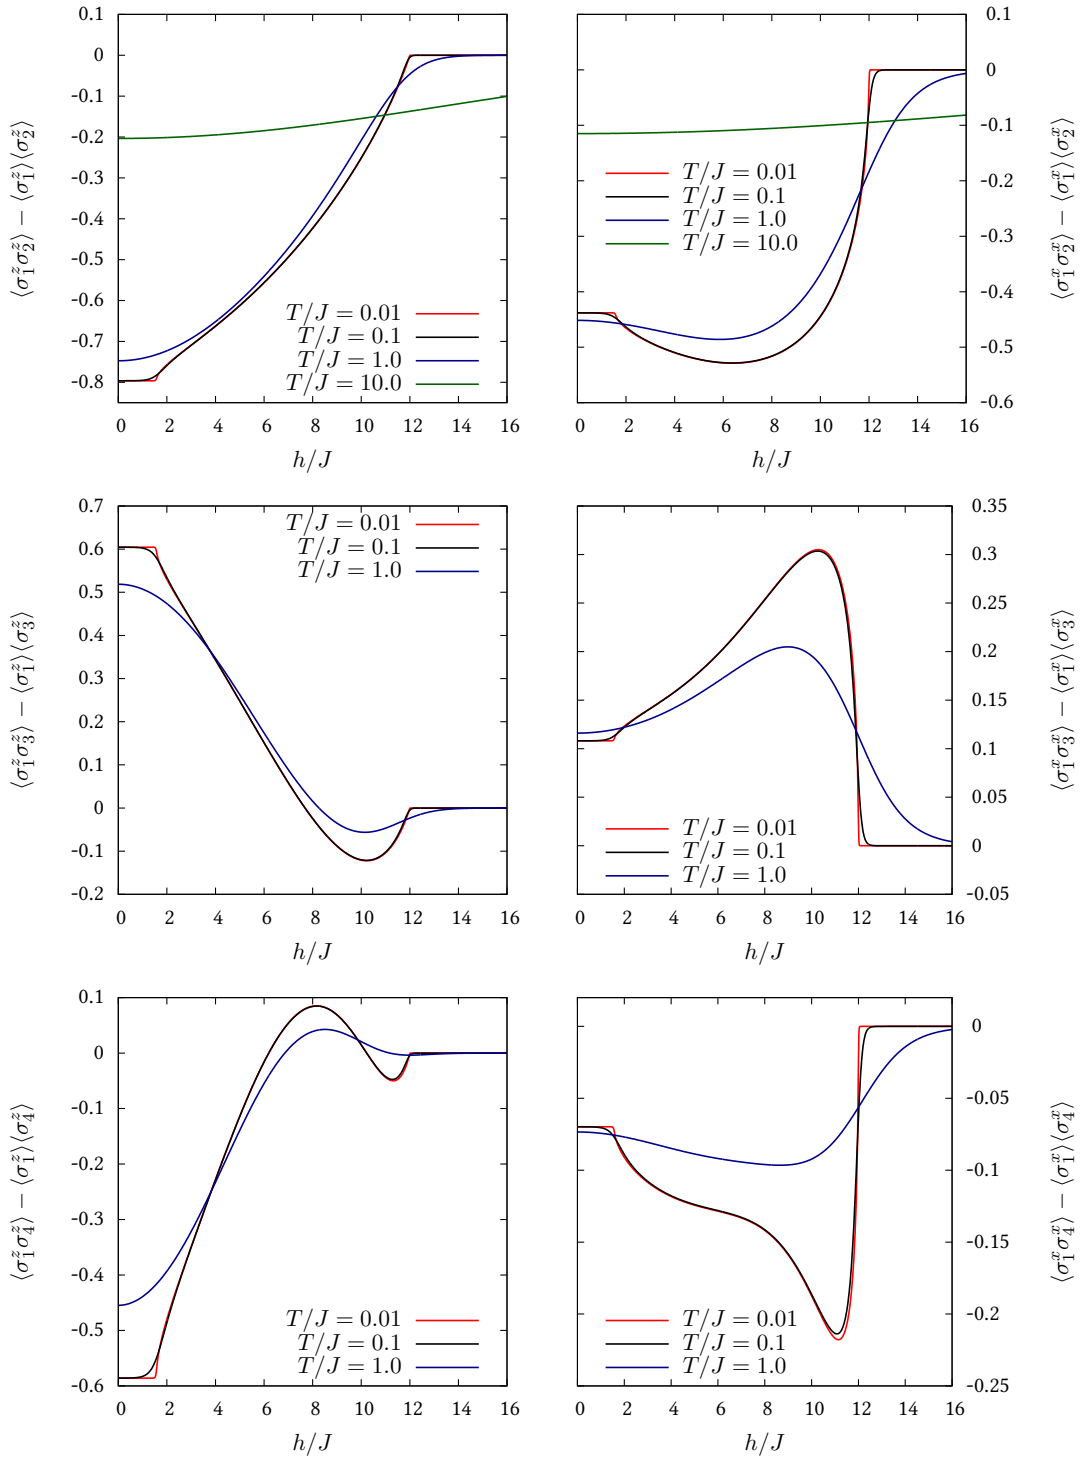 0.1
0
-0.1
-0.2
-0.3
-0.4
-0.5
-0.6
-0.7
-0.8
0 2 4 6 8 10 12 14 16
h/J
⟨σ₁ᶻσ₂ᶻ⟩ − ⟨σ₁ᶻ⟩⟨σ₂ᶻ⟩
T/J = 0.01
T/J = 0.1
T/J = 1.0
T/J = 10.0
0.1
0
-0.1
-0.2
-0.3
-0.4
-0.5
-0.6
0 2 4 6 8 10 12 14 16
h/J
⟨σ₁ˣσ₂ˣ⟩ − ⟨σ₁ˣ⟩⟨σ₂ˣ⟩
T/J = 0.01
T/J = 0.1
T/J = 1.0
T/J = 10.0
0.7
0.6
0.5
0.4
0.3
0.2
0.1
0
-0.1
-0.2
0 2 4 6 8 10 12 14 16
h/J
⟨σ₁ᶻσ₃ᶻ⟩ − ⟨σ₁ᶻ⟩⟨σ₃ᶻ⟩
T/J = 0.01
T/J = 0.1
T/J = 1.0
0.35
0.3
0.25
0.2
0.15
0.1
0.05
0
-0.05
0 2 4 6 8 10 12 14 16
h/J
⟨σ₁ˣσ₃ˣ⟩ − ⟨σ₁ˣ⟩⟨σ₃ˣ⟩
T/J = 0.01
T/J = 0.1
T/J = 1.0
0.1
0
-0.1
-0.2
-0.3
-0.4
-0.5
-0.6
0 2 4 6 8 10 12 14 16
h/J
⟨σ₁ᶻσ₄ᶻ⟩ − ⟨σ₁ᶻ⟩⟨σ₄ᶻ⟩
T/J = 0.01
T/J = 0.1
T/J = 1.0
0
-0.05
-0.1
-0.15
-0.2
-0.25
0 2 4 6 8 10 12 14 16
h/J
⟨σ₁ˣσ₄ˣ⟩ − ⟨σ₁ˣ⟩⟨σ₄ˣ⟩
T/J = 0.01
T/J = 0.1
T/J = 1.0